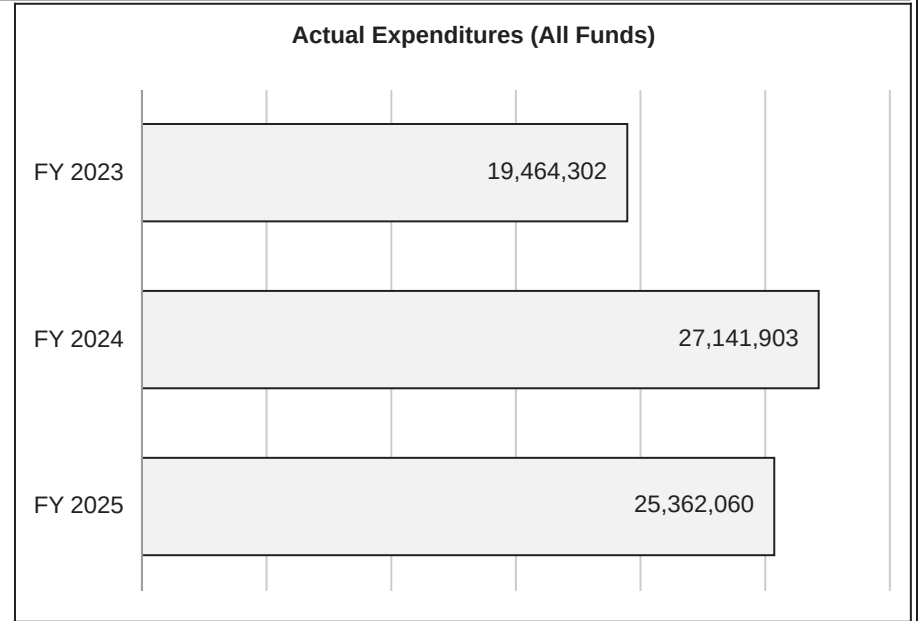 Actual Expenditures (All Funds)
FY 2023 19,464,302
FY 2024 27,141,903
FY 2025 25,362,060